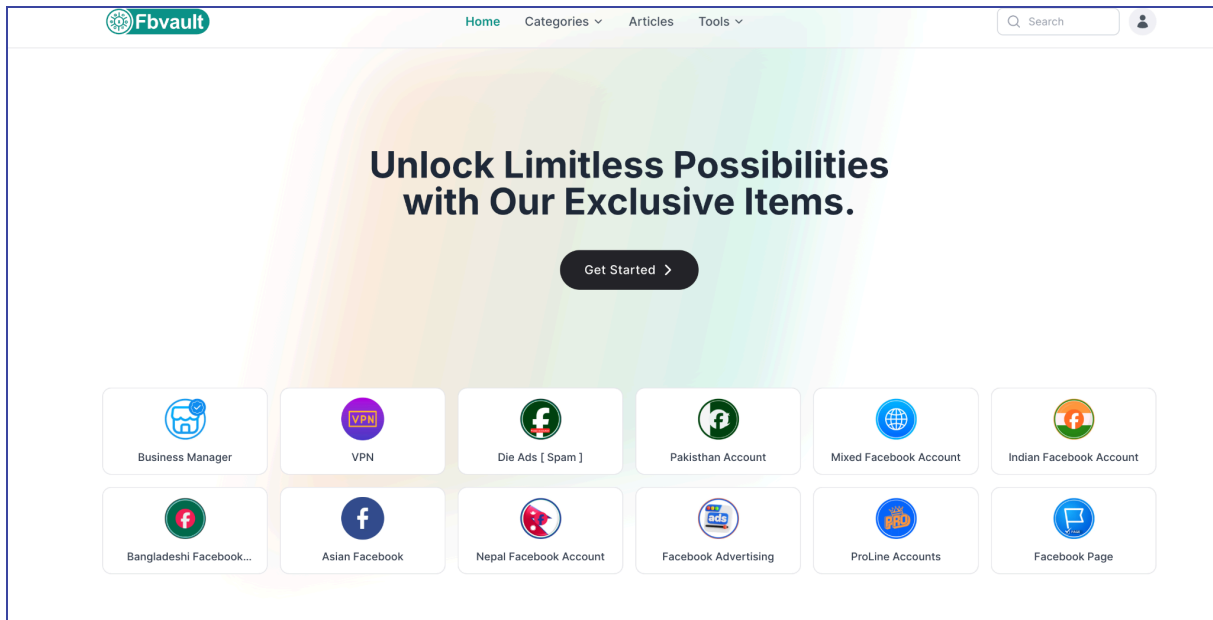 Fbvault
Home Categories Articles Tools
Search
Unlock Limitless Possibilities
with Our Exclusive Items.
Get Started
VPN
Business Manager VPN Die Ads [ Spam ] Pakisthan Account Mixed Facebook Account Indian Facebook Account
ads PRO
Bangladeshi Facebook... Asian Facebook Nepal Facebook Account Facebook Advertising ProLine Accounts Facebook Page